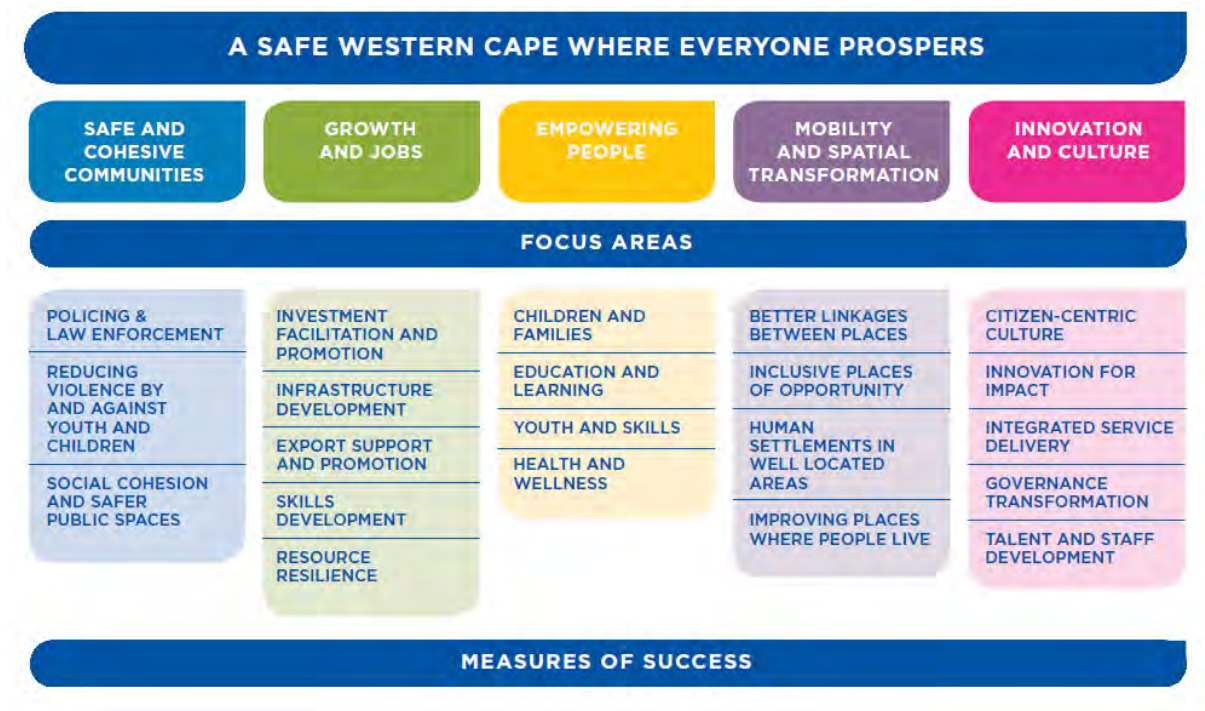 A SAFE WESTERN CAPE WHERE EVERYONE PROSPERS
SAFE AND
COHESIVE
COMMUNITIES
GROWTH
AND JOBS
EMPOWERING
PEOPLE
MOBILITY
AND SPATIAL
TRANSFORMATION
INNOVATION
AND CULTURE
FOCUS AREAS
POLICING &
LAW ENFORCEMENT
REDUCING
VIOLENCE BY
AND AGAINST
YOUTH AND
CHILDREN
SOCIAL COHESION
AND SAFER
PUBLIC SPACES
INVESTMENT
FACILITATION AND
PROMOTION
INFRASTRUCTURE
DEVELOPMENT
EXPORT SUPPORT
AND PROMOTION
SKILLS
DEVELOPMENT
RESOURCE
RESILIENCE
CHILDREN AND
FAMILIES
EDUCATION AND
LEARNING
YOUTH AND SKILLS
HEALTH AND
WELLNESS
BETTER LINKAGES
BETWEEN PLACES
INCLUSIVE PLACES
OF OPPORTUNITY
HUMAN
SETTLEMENTS IN
WELL LOCATED
AREAS
IMPROVING PLACES
WHERE PEOPLE LIVE
CITIZEN-CENTRIC
CULTURE
INNOVATION FOR
IMPACT
INTEGRATED SERVICE
DELIVERY
GOVERNANCE
TRANSFORMATION
TALENT AND STAFF
DEVELOPMENT
MEASURES OF SUCCESS